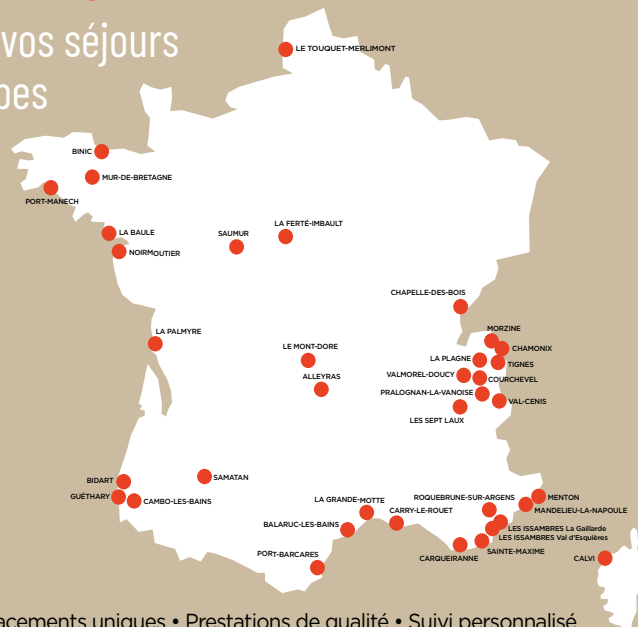 vos séjours
LE TOUQUET-MERLIMONT
BINIC
MUR-DE-BRETAGNE
PORT-MANECH
LA BAULE
NOIRMOUTIER
SAUMUR
LA FERTÉ-IMBAULT
CHAPELLE-DES-BOIS
LA PALMYRE
MORZINE
CHAMONIX
LE MONT-DORE
LA PLAGNE
TIGNES
ALLEYRAS
VALMOREL-DOUCY
COURCHEVEL
PRALOGNAN-LA-VANOISE
VAL-CENIS
LES SEPT LAUX
BIDART
SAMATAN
GUÉTHARY
CAMBO-LES-BAINS
LA GRANDE-MOTTE
ROQUEBRUNE-SUR-ARGENS
MENTON
CARRY-LE-ROUET
MANDELIEU-LA-NAPOULE
BALARUC-LES-BAINS
LES ISSAMBRES La Gaillarde
LES ISSAMBRES Val d'Esquières
PORT-BARCARES
SAINTE-MAXIME
CARQUEIRANNE
CALVI
acements uniques • Prestations de qualité • Suivi personnalisé